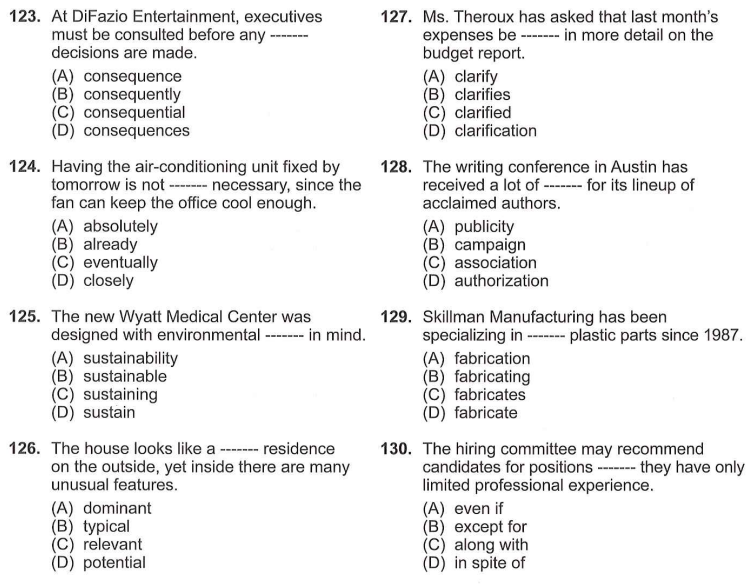 123. At DiFazio Entertainment, executives
must be consulted before any -------
decisions are made.
(A) consequence
(B) consequently
(C) consequential
(D) consequences
124. Having the air-conditioning unit fixed by
tomorrow is not ------- necessary, since the
fan can keep the office cool enough.
(A) absolutely
(B) already
(C) eventually
(D) closely
125. The new Wyatt Medical Center was
designed with environmental ------- in mind.
(A) sustainability
(B) sustainable
(C) sustaining
(D) sustain
126. The house looks like a ------- residence
on the outside, yet inside there are many
unusual features.
(A) dominant
(B) typical
(C) relevant
(D) potential
127. Ms. Theroux has asked that last month's
expenses be ------- in more detail on the
budget report.
(A) clarify
(B) clarifies
(C) clarified
(D) clarification
128. The writing conference in Austin has
received a lot of ------- for its lineup of
acclaimed authors.
(A) publicity
(B) campaign
(C) association
(D) authorization
129. Skillman Manufacturing has been
specializing in ------- plastic parts since 1987.
(A) fabrication
(B) fabricating
(C) fabricates
(D) fabricate
130. The hiring committee may recommend
candidates for positions ------- they have only
limited professional experience.
(A) even if
(B) except for
(C) along with
(D) in spite of